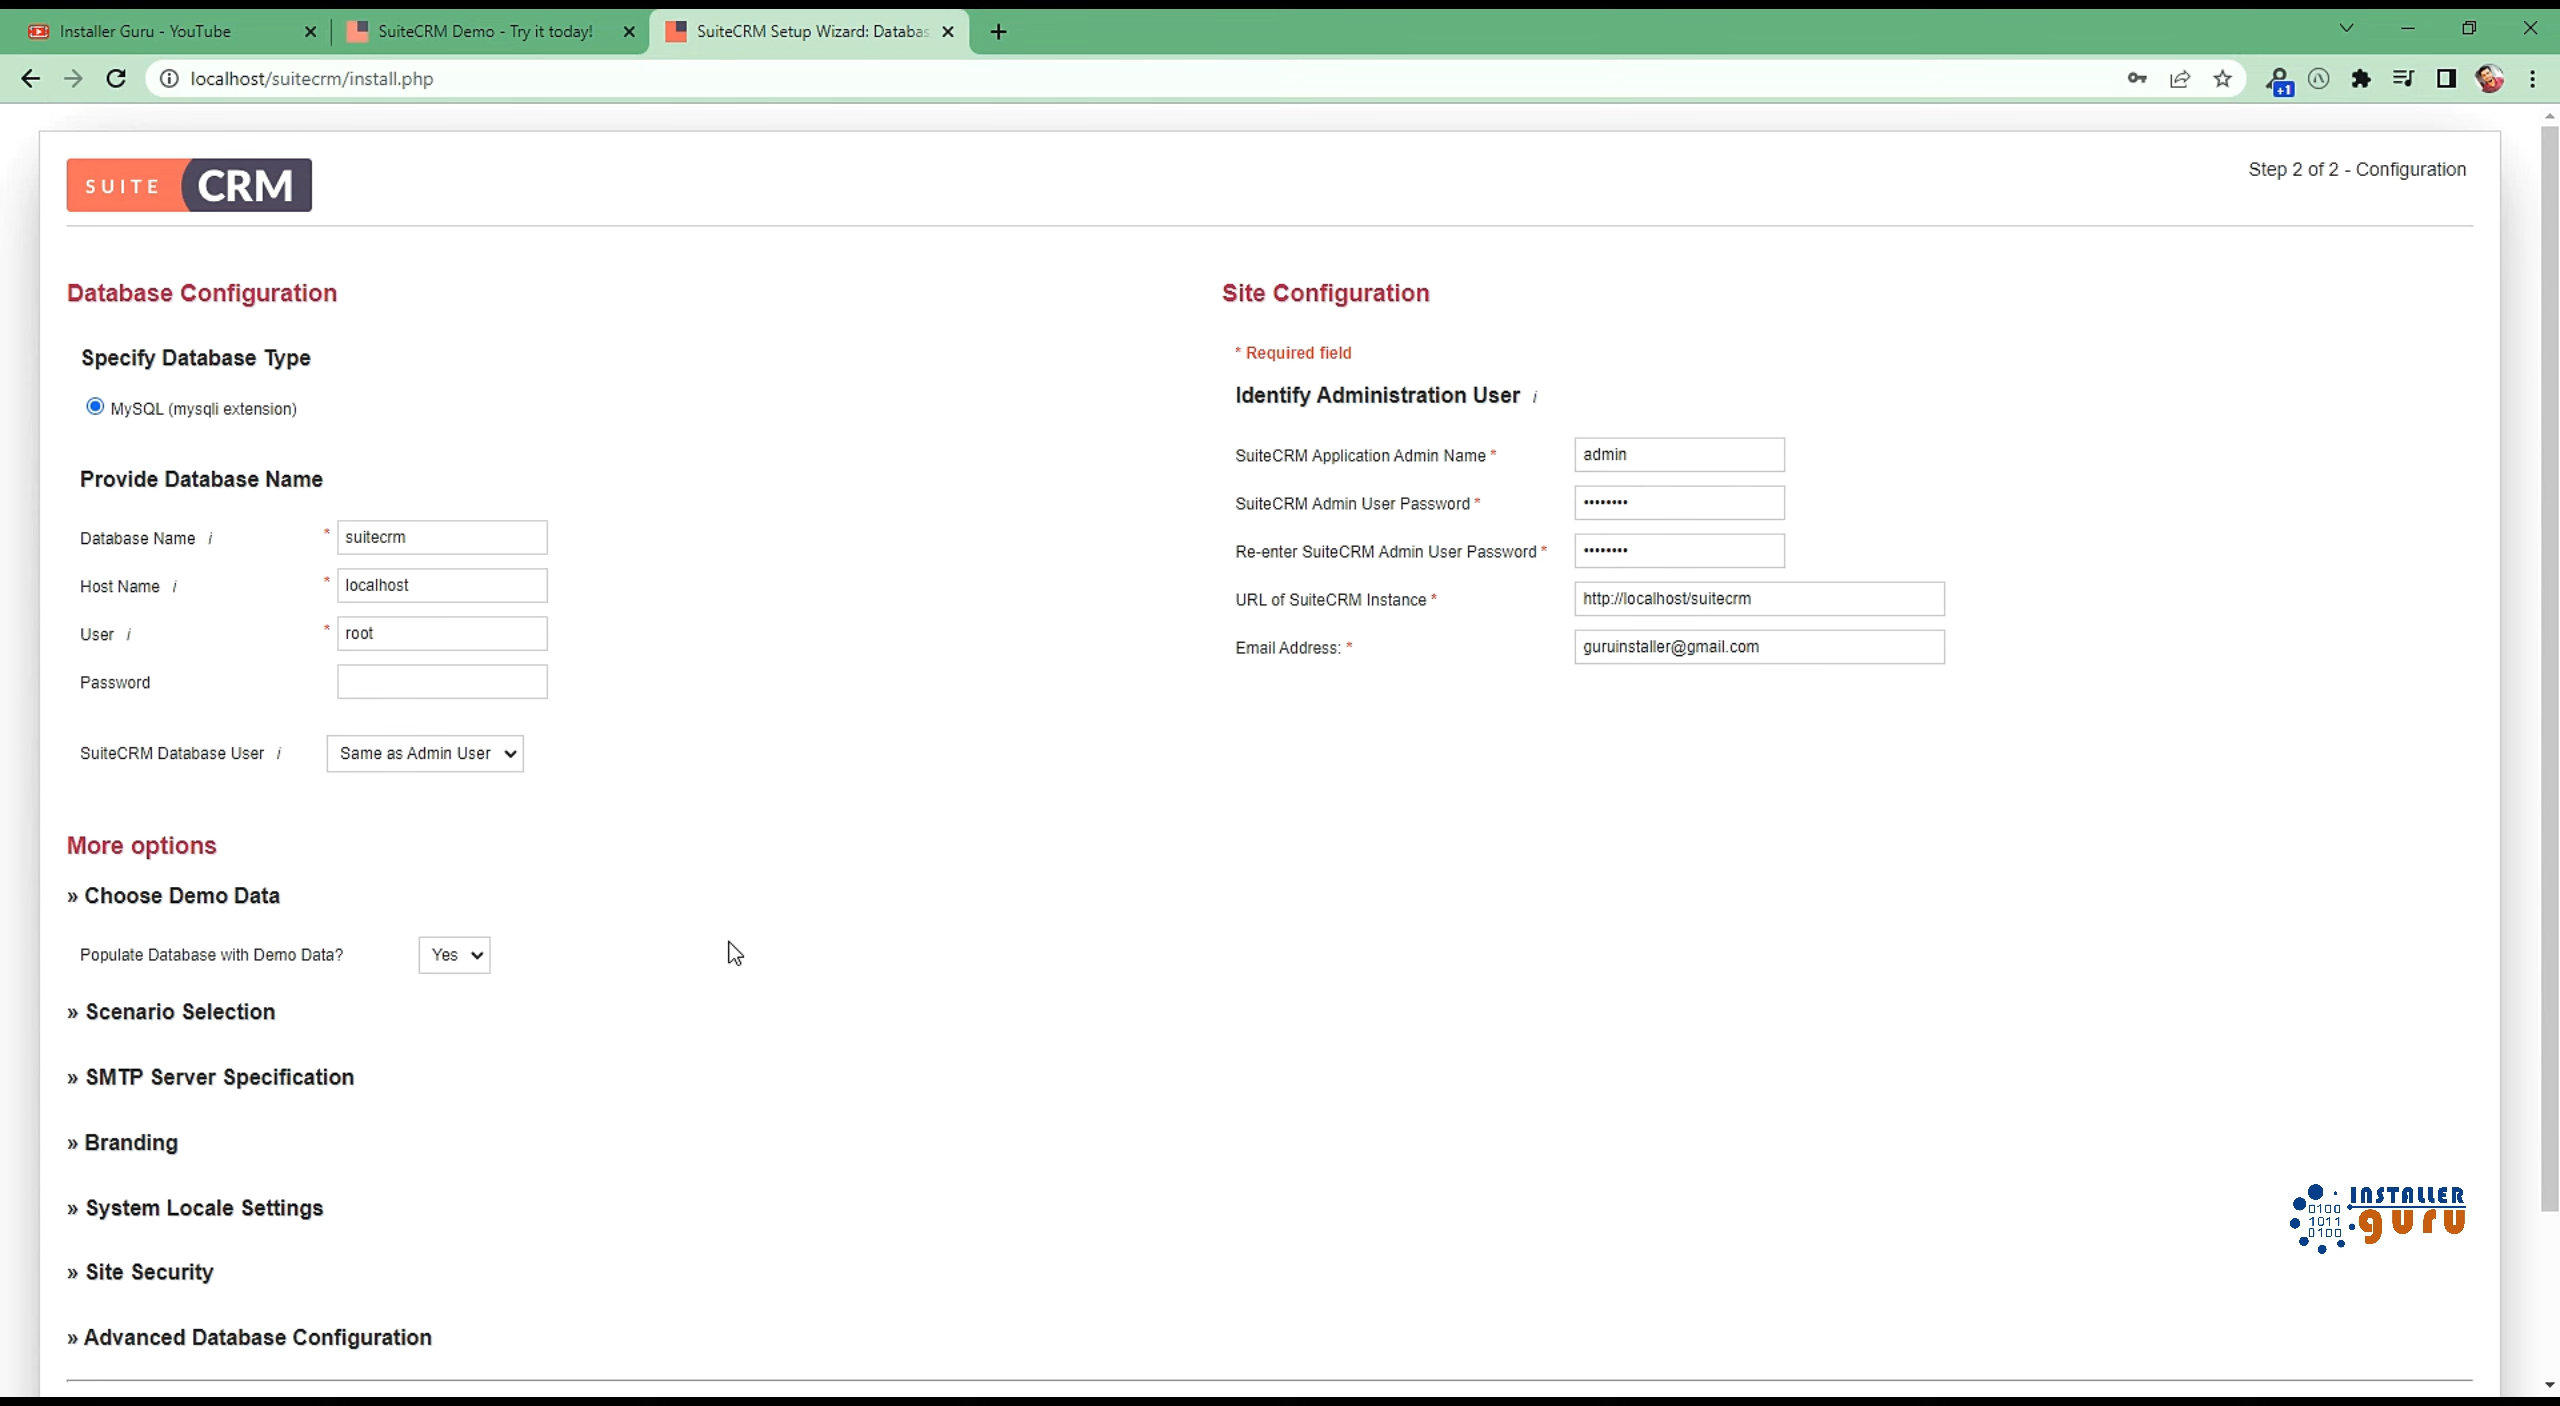 Installer Guru - YouTube
SuiteCRM Demo - Try it today!
SuiteCRM Setup Wizard: Databas
localhost/suitecrm/install.php
+1
SUITE CRM
Step 2 of 2 - Configuration
Database Configuration
Specify Database Type
MySQL (mysqli extension)
Provide Database Name
Database Name i * suitecrm
Host Name i * localhost
User i * root
Password
SuiteCRM Database User i Same as Admin User
Site Configuration
* Required field
Identify Administration User i
SuiteCRM Application Admin Name * admin
SuiteCRM Admin User Password * ••••••••
Re-enter SuiteCRM Admin User Password * ••••••••
URL of SuiteCRM Instance * http://localhost/suitecrm
Email Address: * guruinstaller@gmail.com
More options
» Choose Demo Data
Populate Database with Demo Data? Yes
» Scenario Selection
» SMTP Server Specification
» Branding
» System Locale Settings
» Site Security
» Advanced Database Configuration
INSTALLER
guru
0100
1011
0100